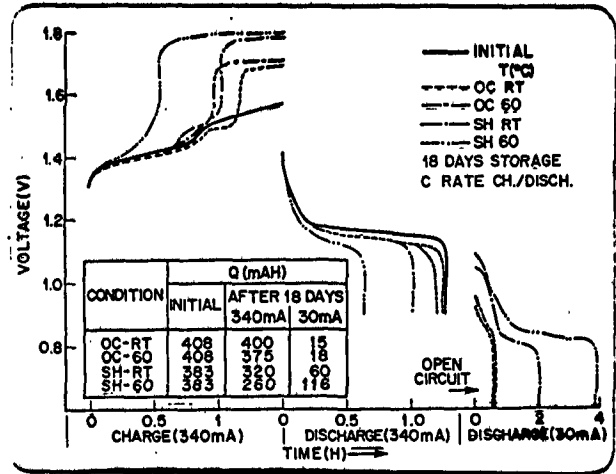 1.8
1.6
1.4
1.2
1.0
0.8
VOLTAGE(V)
INITIAL
T(°C)
OC RT
OC 60
SH RT
SH 60
18 DAYS STORAGE
C RATE CH./DISCH.
CONDITION
Q(mAH)
INITIAL
AFTER 18 DAYS
340mA
30mA
OC-RT 408 400 15
OC-60 408 375 18
SH-RT 383 320 60
SH-60 383 260 116
OPEN
CIRCUIT
0 0.5 1.0 0 0.5 1.0 0 2 4
CHARGE(340mA) DISCHARGE(340mA) DISCHARGE(30mA)
TIME(H)